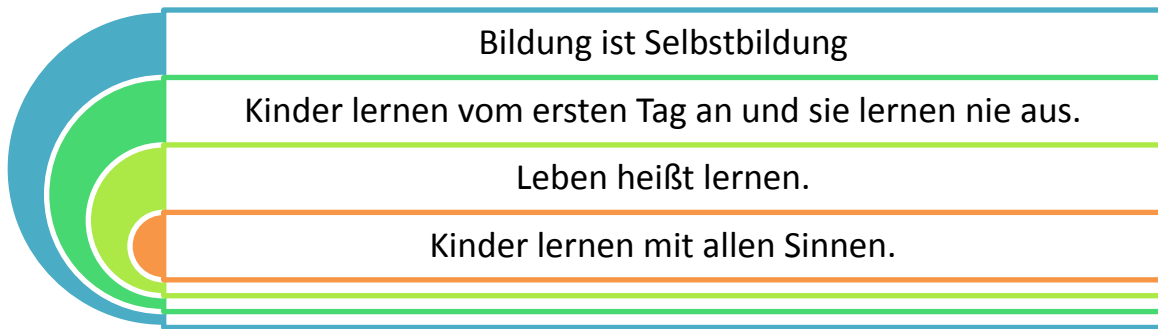 Bildung ist Selbstbildung
Kinder lernen vom ersten Tag an und sie lernen nie aus.
Leben heißt lernen.
Kinder lernen mit allen Sinnen.